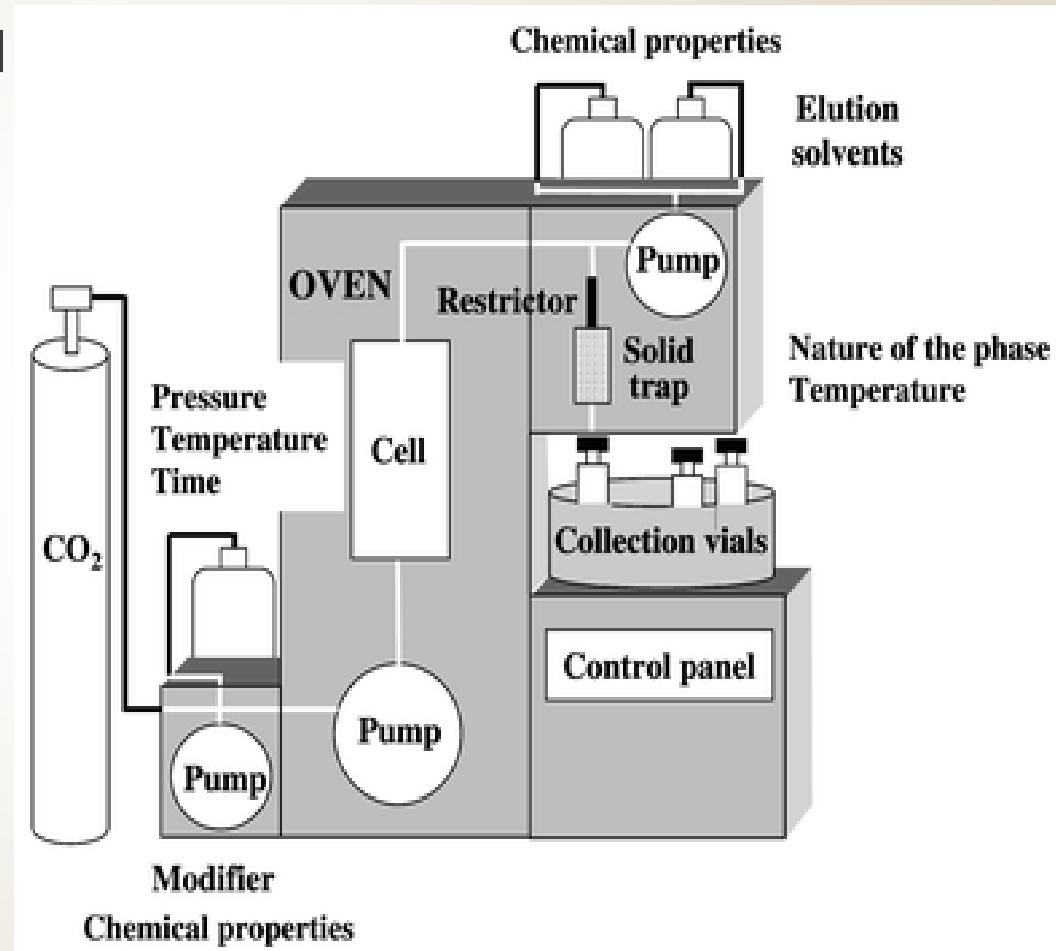 Chemical properties
Elution
solvents
Pump
OVEN
Restrictor
Solid
trap
Nature of the phase
Temperature
Pressure
Temperature
Time
Cell
CO₂
Collection vials
Control panel
Pump
Pump
Modifier
Chemical properties